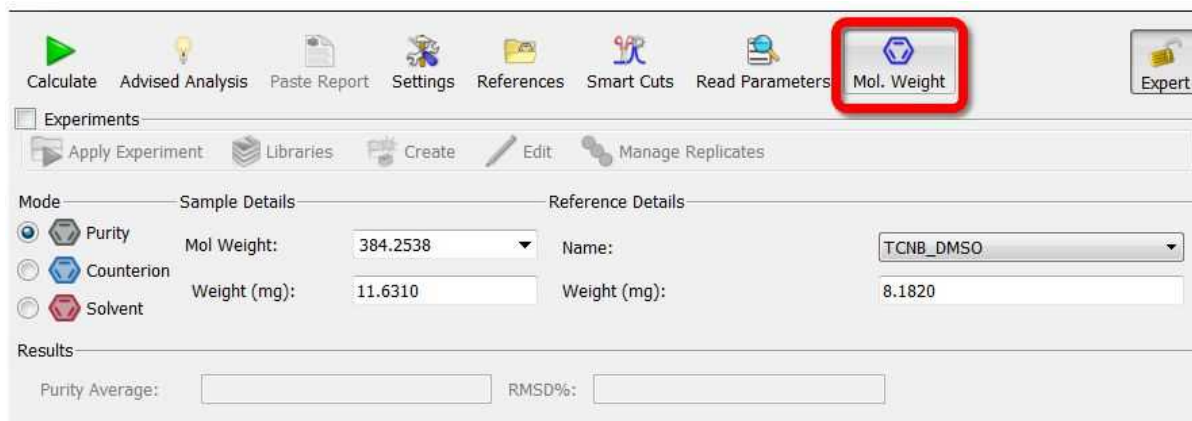 Calculate Advised Analysis Paste Report Settings References Smart Cuts Read Parameters Mol. Weight Expert
Experiments
Apply Experiment Libraries Create Edit Manage Replicates
Mode Sample Details Reference Details
Purity Mol Weight: 384.2538 Name: TCNB_DMSO
Counterion
Weight (mg): 11.6310 Weight (mg): 8.1820
Solvent
Results
Purity Average: RMSD%: